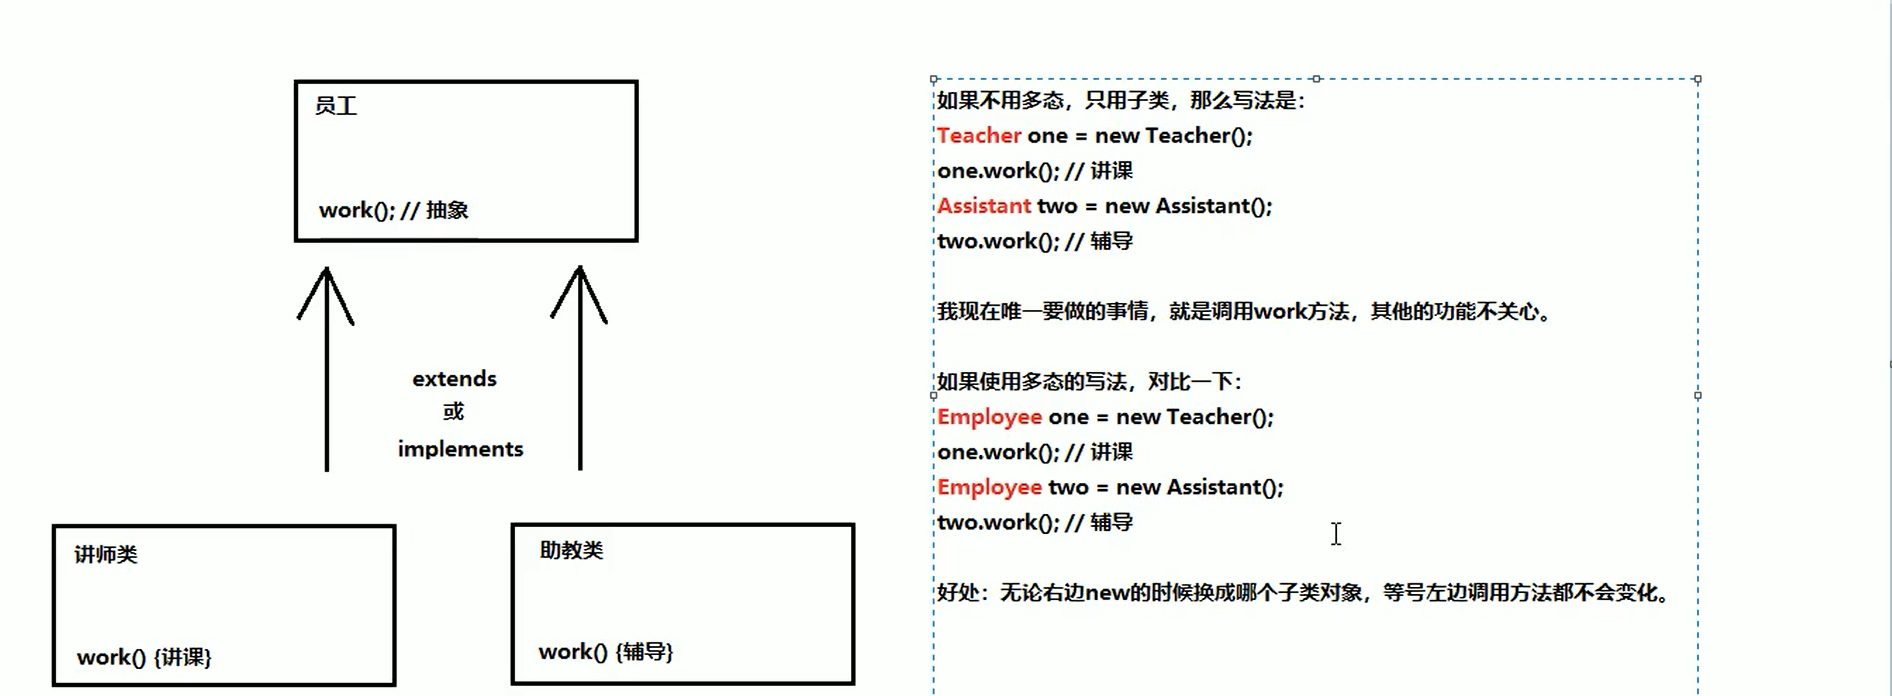 员工
work(); // 抽象
extends
或
implements
讲师类
work() {讲课}
助教类
work() {辅导}
如果不用多态，只用子类，那么写法是：
Teacher one = new Teacher();
one.work(); // 讲课
Assistant two = new Assistant();
two.work(); // 辅导
我现在唯一要做的事情，就是调用work方法，其他的功能不关心。
如果使用多态的写法，对比一下：
Employee one = new Teacher();
one.work(); // 讲课
Employee two = new Assistant();
two.work(); // 辅导
好处：无论右边new的时候换成哪个子类对象，等号左边调用方法都不会变化。